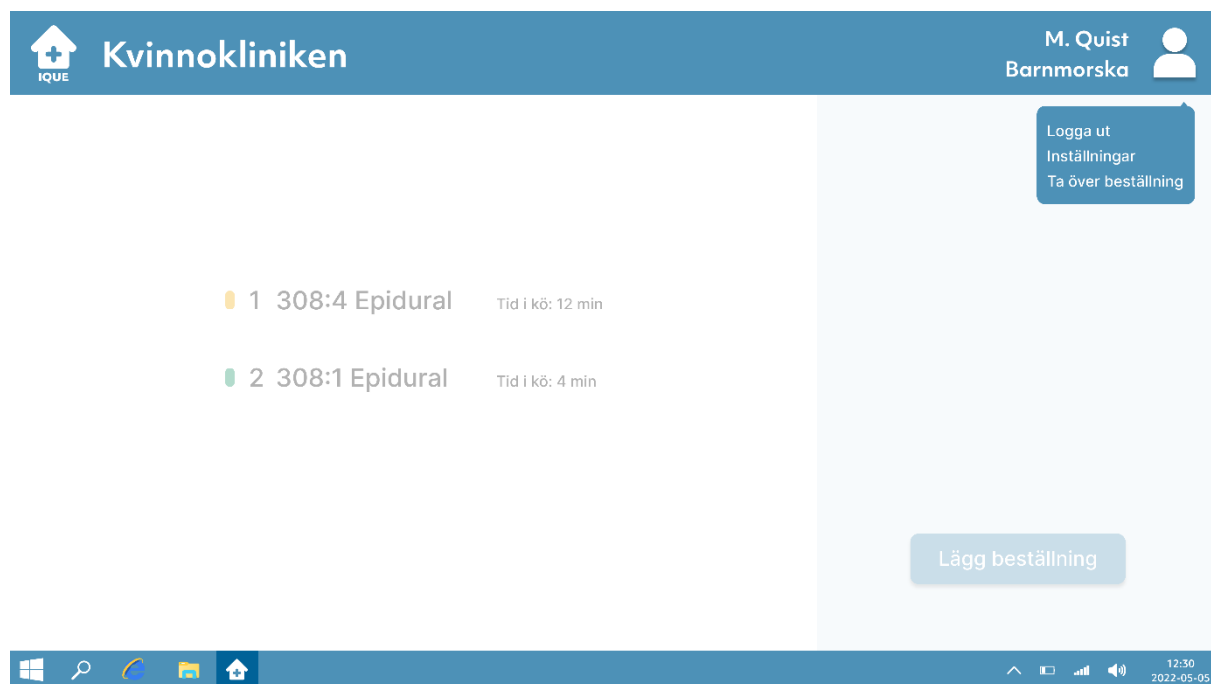 IQUE
Kvinnokliniken
M. Quist
Barnmorska
Logga ut
Inställningar
Ta över beställning
1 308:4 Epidural Tid i kö: 12 min
2 308:1 Epidural Tid i kö: 4 min
Lägg beställning
12:30
2022-05-05